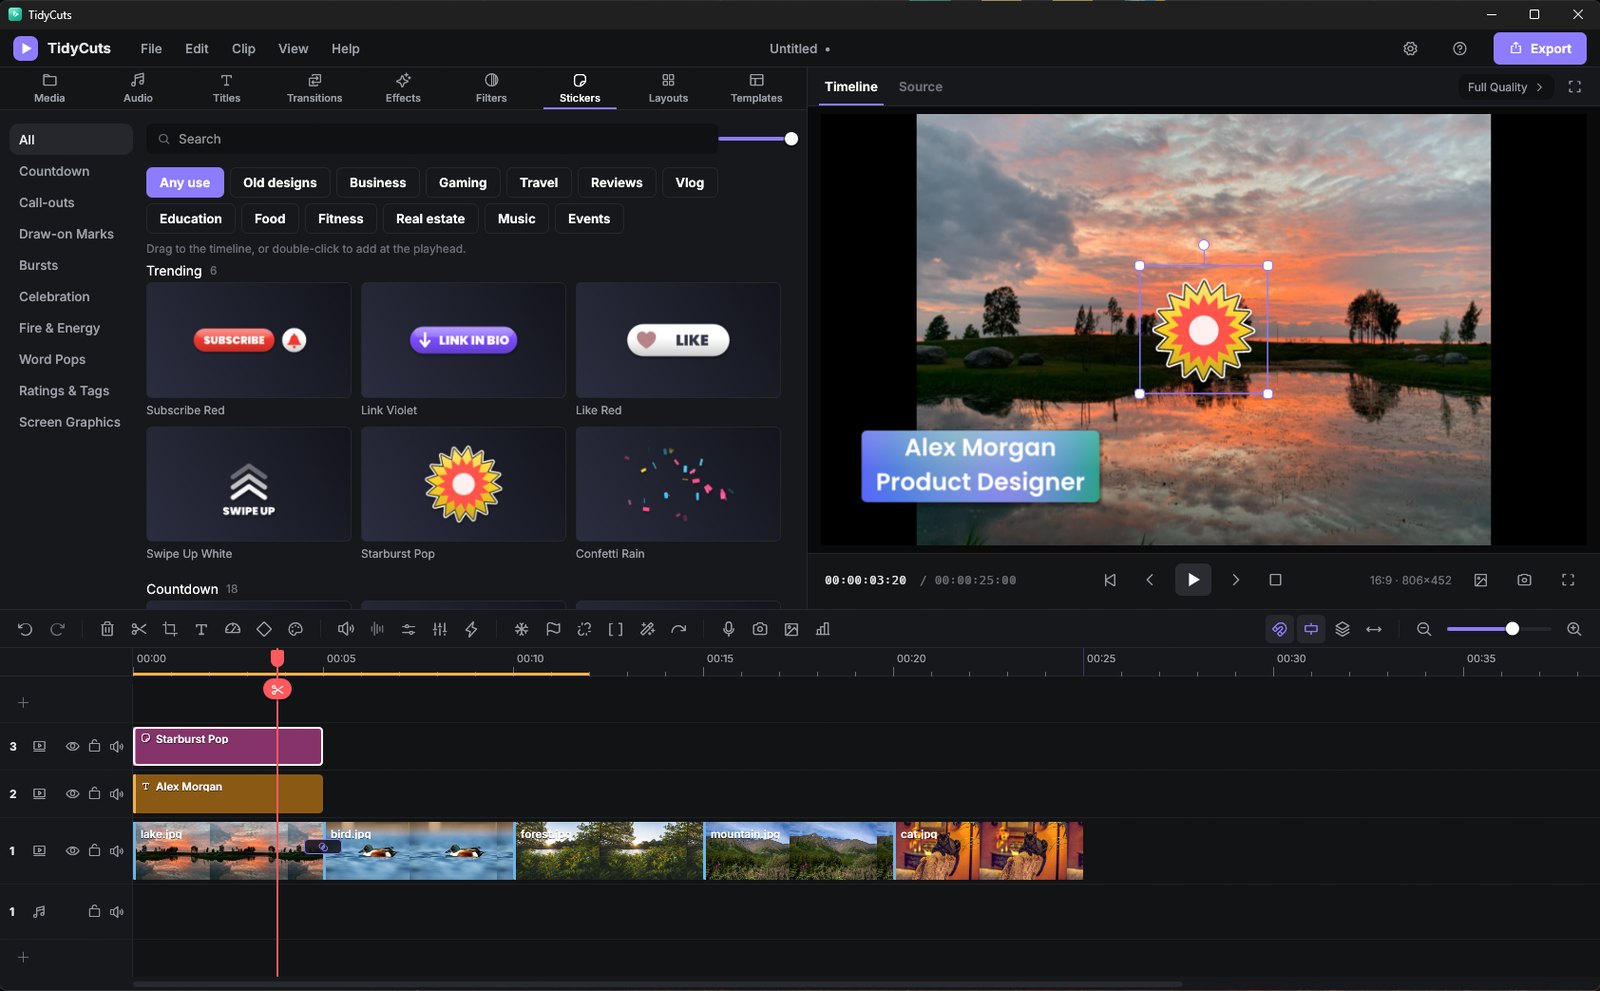 TidyCuts
TidyCuts File Edit Clip View Help
Untitled •
Export
Media Audio Titles Transitions Effects Filters Stickers Layouts Templates
Timeline Source
Full Quality
All
Countdown
Call-outs
Draw-on Marks
Bursts
Celebration
Fire & Energy
Word Pops
Ratings & Tags
Screen Graphics
Search
Any use Old designs Business Gaming Travel Reviews Vlog
Education Food Fitness Real estate Music Events
Drag to the timeline, or double-click to add at the playhead.
Trending 6
SUBSCRIBE
LINK IN BIO
LIKE
Subscribe Red Link Violet Like Red
SWIPE UP
Swipe Up White Starburst Pop Confetti Rain
Countdown 18
Alex Morgan
Product Designer
00:00:03:20 / 00:00:25:00
16:9 · 806×452
00:00 00:05 00:10 00:15 00:20 00:25 00:30 00:35
3 Starburst Pop
2 Alex Morgan
1 lake.jpg bird.jpg forest.jpg mountain.jpg cat.jpg
1